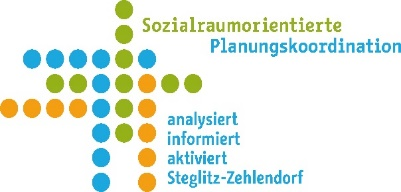 Sozialraumorientierte
Planungskoordination
analysiert
informiert
aktiviert
Steglitz-Zehlendorf